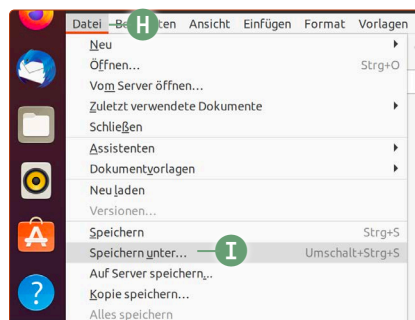 Datei H ten Ansicht Einfügen Format Vorlagen
Neu
Öffnen... Strg+O
Vom Server öffnen...
Zuletzt verwendete Dokumente
Schließen
Assistenten
Dokumentvorlagen
Neu laden
Versionen...
Speichern Strg+S
Speichern unter... I Umschalt+Strg+S
Auf Server speichern...
Kopie speichern...
Alles speichern